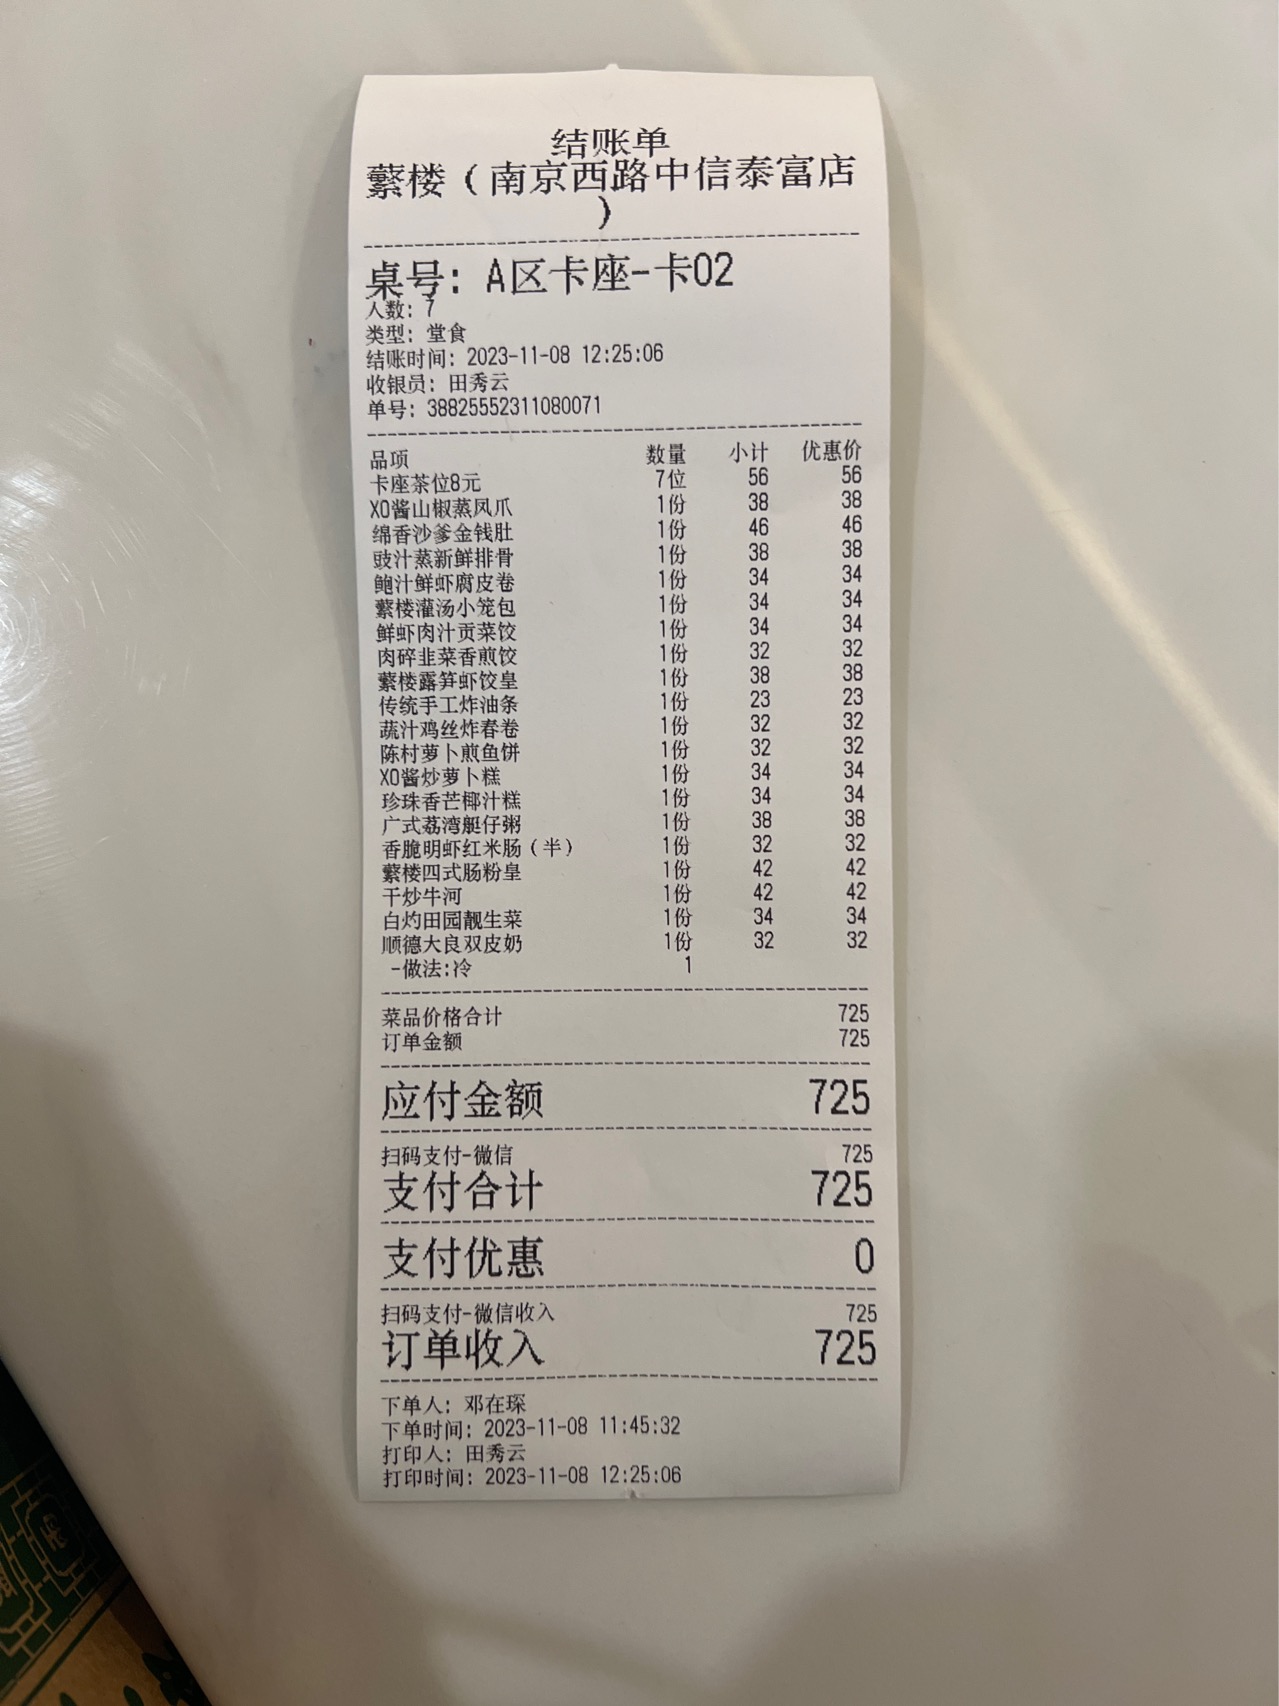 结账单
蘩楼（南京西路中信泰富店
）
桌号：A区卡座-卡02
人数：7
类型：堂食
结账时间：2023-11-08 12:25:06
收银员：田秀云
单号：38825552311080071
品项 数量 小计 优惠价
卡座茶位8元 7位 56 56
XO酱山椒蒸凤爪 1份 38 38
绵香沙爹金钱肚 1份 46 46
豉汁蒸新鲜排骨 1份 38 38
鲍汁鲜虾腐皮卷 1份 34 34
蘩楼灌汤小笼包 1份 34 34
鲜虾肉汁贡菜饺 1份 34 34
肉碎韭菜香煎饺 1份 32 32
蘩楼露笋虾饺皇 1份 38 38
传统手工炸油条 1份 23 23
蔬汁鸡丝炸春卷 1份 32 32
陈村萝卜煎鱼饼 1份 32 32
XO酱炒萝卜糕 1份 34 34
珍珠香芒椰汁糕 1份 34 34
广式荔湾艇仔粥 1份 38 38
香脆明虾红米肠（半） 1份 32 32
蘩楼四式肠粉皇 1份 42 42
干炒牛河 1份 42 42
白灼田园靓生菜 1份 34 34
顺德大良双皮奶 1份 32 32
-做法:冷 1
菜品价格合计 725
订单金额 725
应付金额 725
扫码支付-微信 725
支付合计 725
支付优惠 0
扫码支付-微信收入 725
订单收入 725
下单人：邓在琛
下单时间：2023-11-08 11:45:32
打印人：田秀云
打印时间：2023-11-08 12:25:06